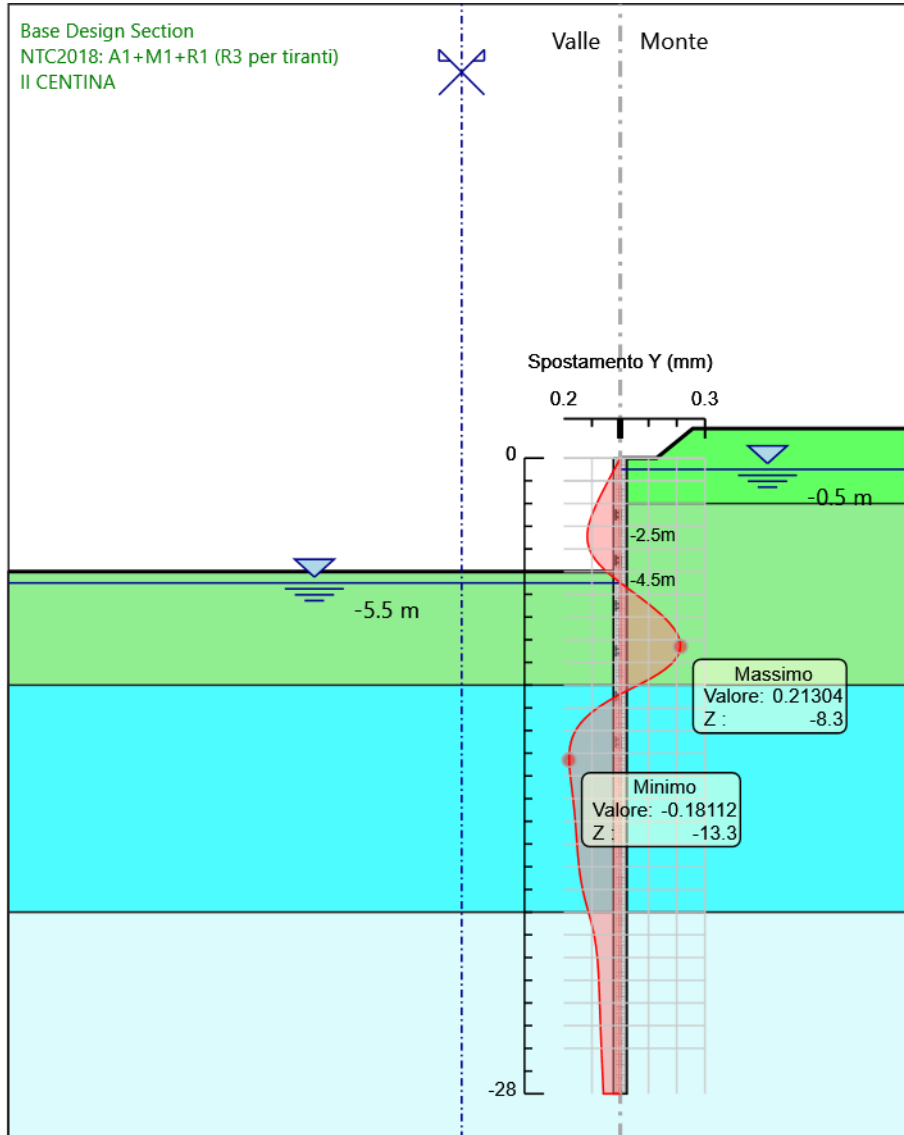 Base Design Section
NTC2018: A1+M1+R1 (R3 per tiranti)
II CENTINA
Valle
Monte
Spostamento Y (mm)
0.2
0.3
0
-0.5 m
-2.5m
-4.5m
-5.5 m
Massimo
Valore: 0.21304
Z : -8.3
Minimo
Valore: -0.18112
Z : -13.3
-28